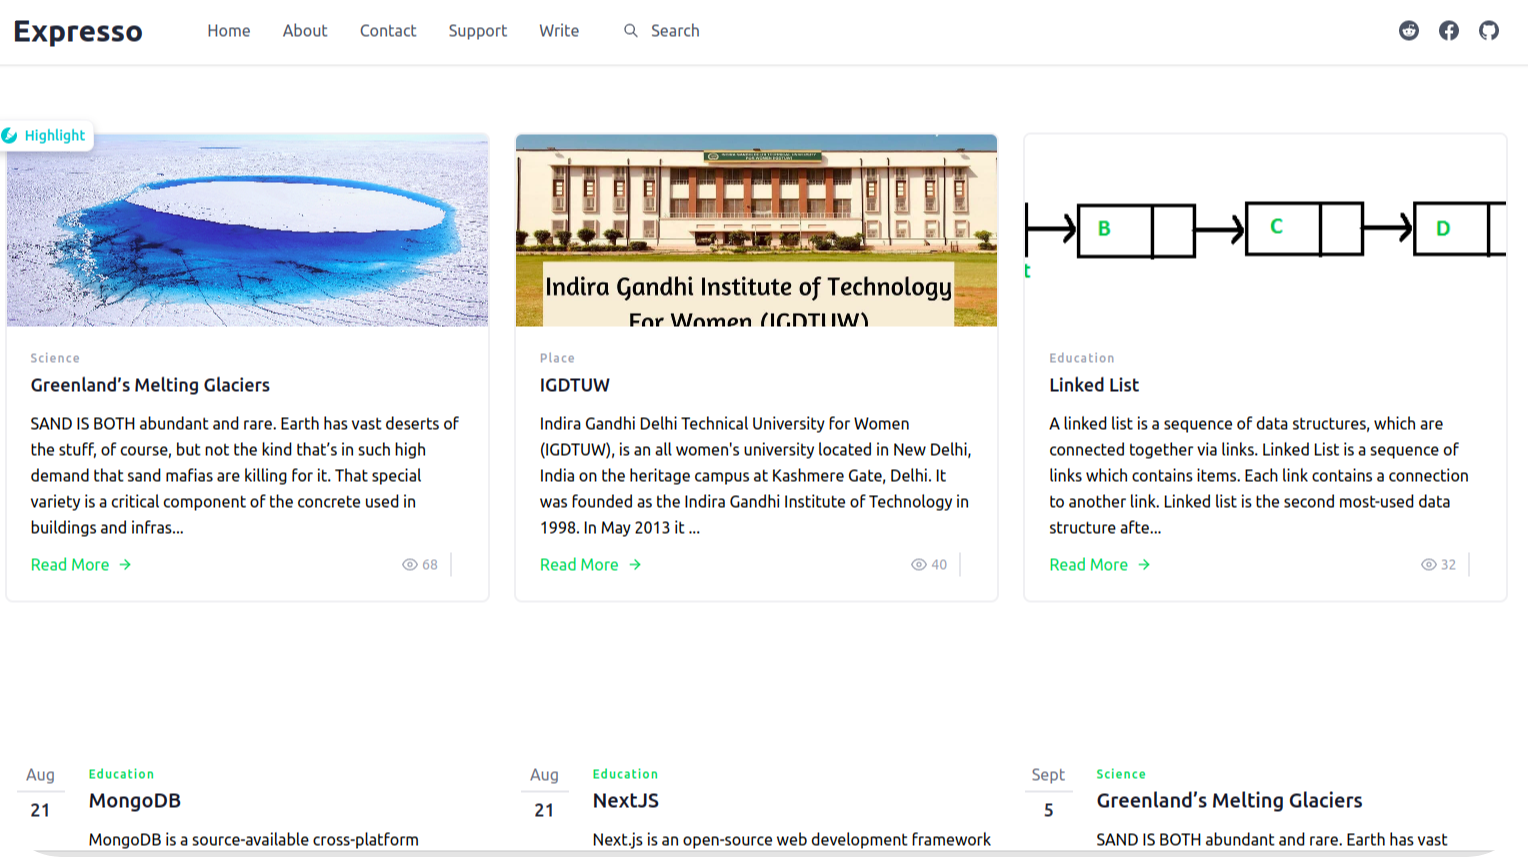 Expresso Home About Contact Support Write Search
Highlight
Indira Gandhi Institute of Technology
For Women (IGDTUW)
B C D
t
Science
Greenland’s Melting Glaciers
SAND IS BOTH abundant and rare. Earth has vast deserts of
the stuff, of course, but not the kind that’s in such high
demand that sand mafias are killing for it. That special
variety is a critical component of the concrete used in
buildings and infras...
Read More → 68
Place
IGDTUW
Indira Gandhi Delhi Technical University for Women
(IGDTUW), is an all women's university located in New Delhi,
India on the heritage campus at Kashmere Gate, Delhi. It
was founded as the Indira Gandhi Institute of Technology in
1998. In May 2013 it ...
Read More → 40
Education
Linked List
A linked list is a sequence of data structures, which are
connected together via links. Linked List is a sequence of
links which contains items. Each link contains a connection
to another link. Linked list is the second most-used data
structure afte...
Read More → 32
Aug
21
Education
MongoDB
MongoDB is a source-available cross-platform
Aug
21
Education
NextJS
Next.js is an open-source web development framework
Sept
5
Science
Greenland’s Melting Glaciers
SAND IS BOTH abundant and rare. Earth has vast